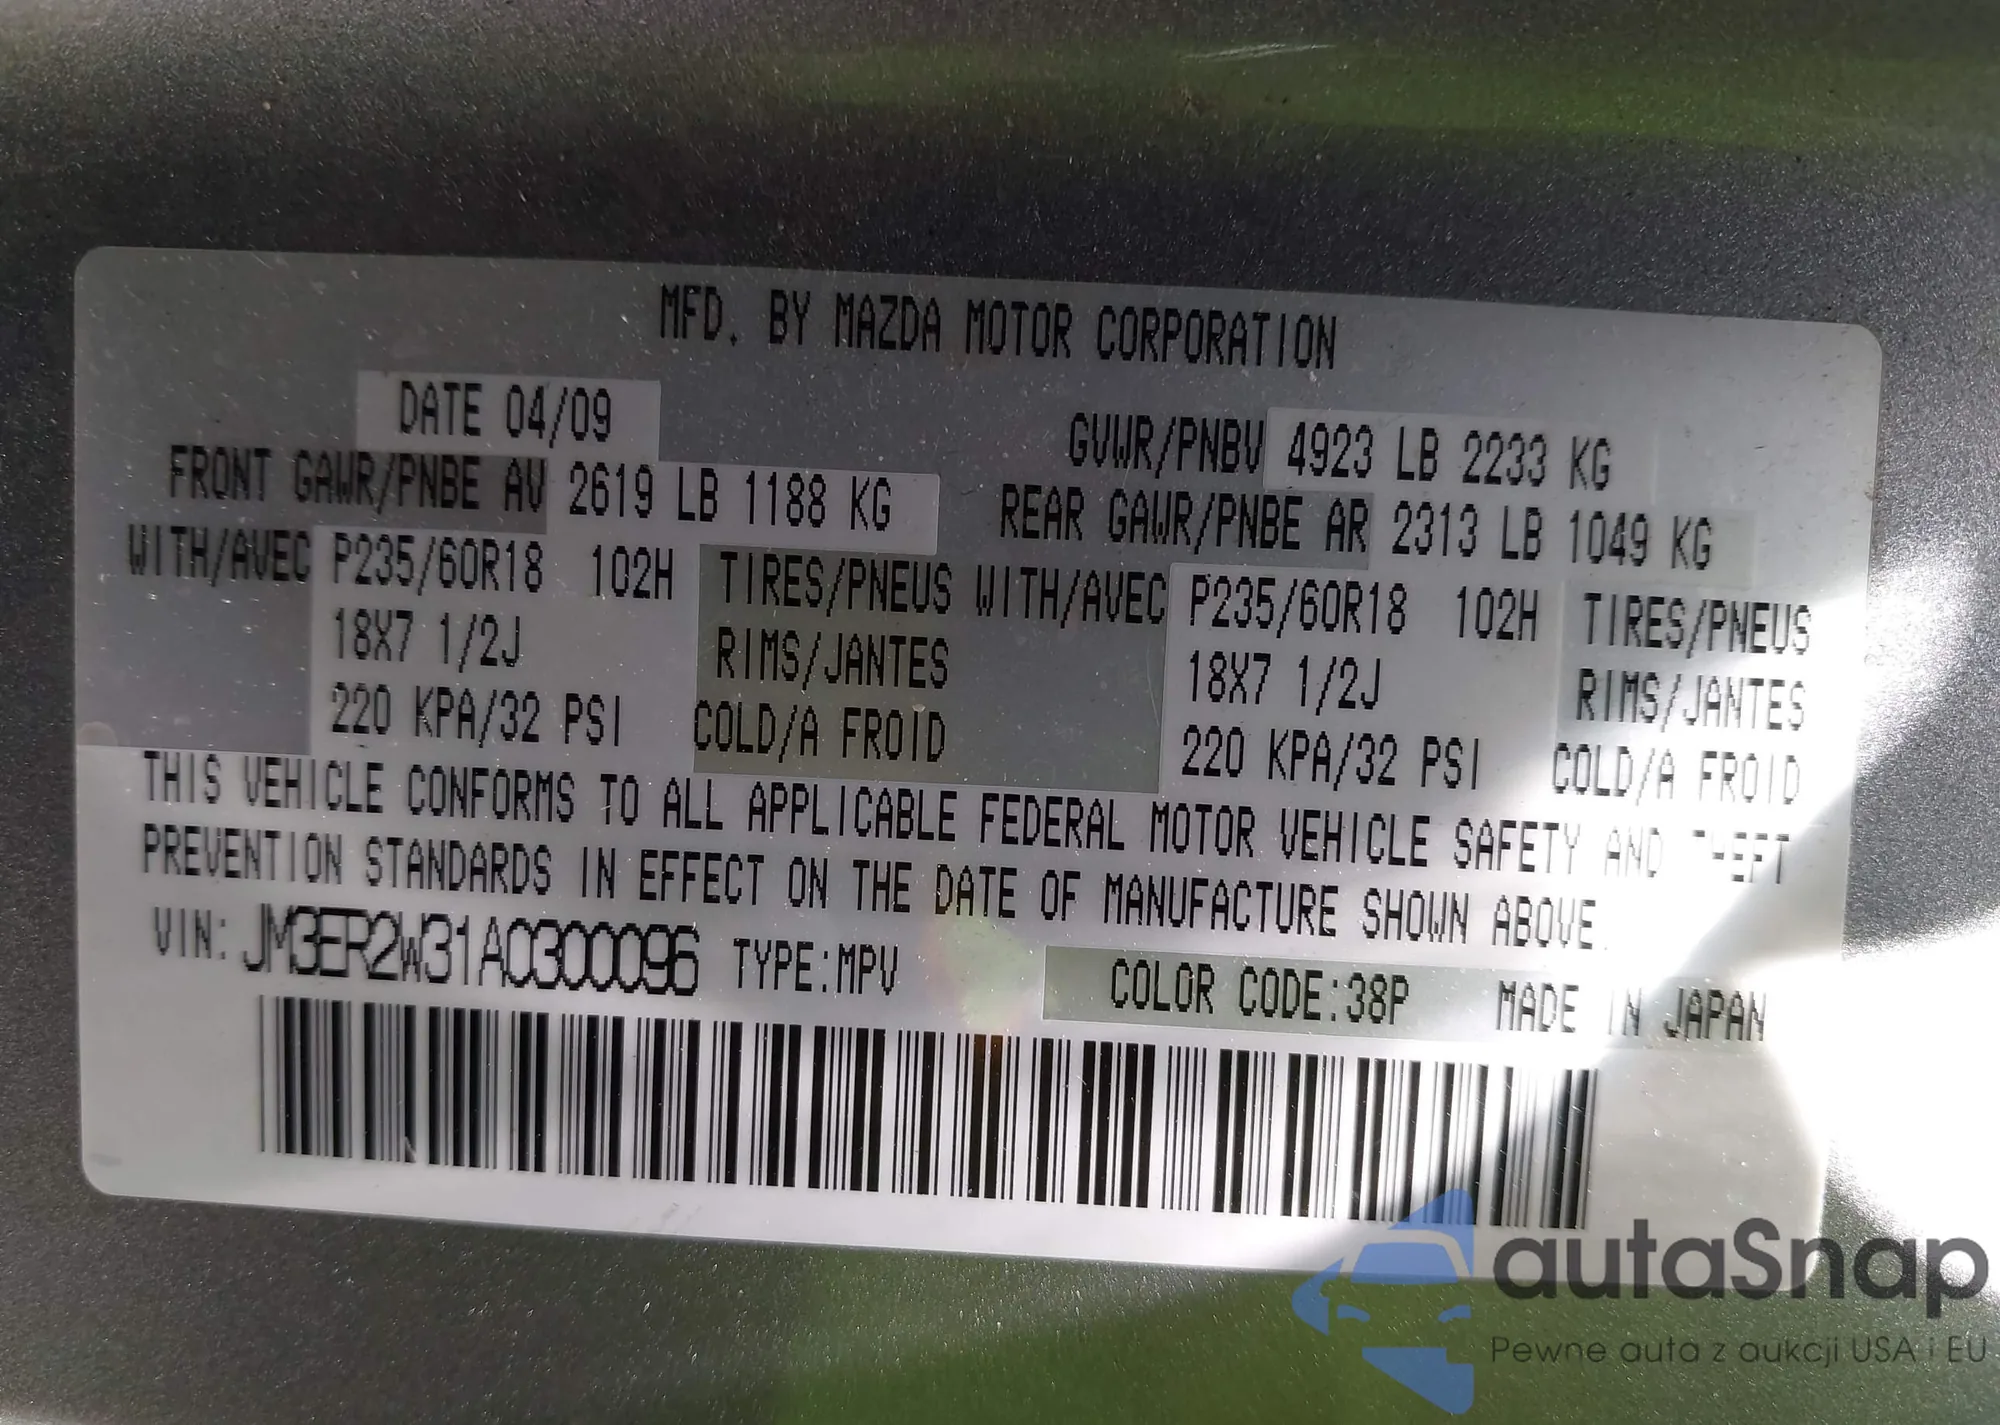 MFD. BY MAZDA MOTOR CORPORATION
DATE 04/09 GVWR/PNBV 4923 LB 2233 KG
FRONT GAWR/PNBE AV 2619 LB 1188 KG REAR GAWR/PNBE AR 2313 LB 1049 KG
WITH/AVEC P235/60R18 102H TIRES/PNEUS WITH/AVEC P235/60R18 102H TIRES/PNEUS
18X7 1/2J RIMS/JANTES 18X7 1/2J RIMS/JANTES
220 KPA/32 PSI COLD/A FROID 220 KPA/32 PSI COLD/A FROID
THIS VEHICLE CONFORMS TO ALL APPLICABLE FEDERAL MOTOR VEHICLE SAFETY AND THEFT
PREVENTION STANDARDS IN EFFECT ON THE DATE OF MANUFACTURE SHOWN ABOVE.
VIN: JM3ER2W31A0300096 TYPE:MPV COLOR CODE:38P MADE IN JAPAN
autaSnap
Pewne auta z aukcji USA i EU